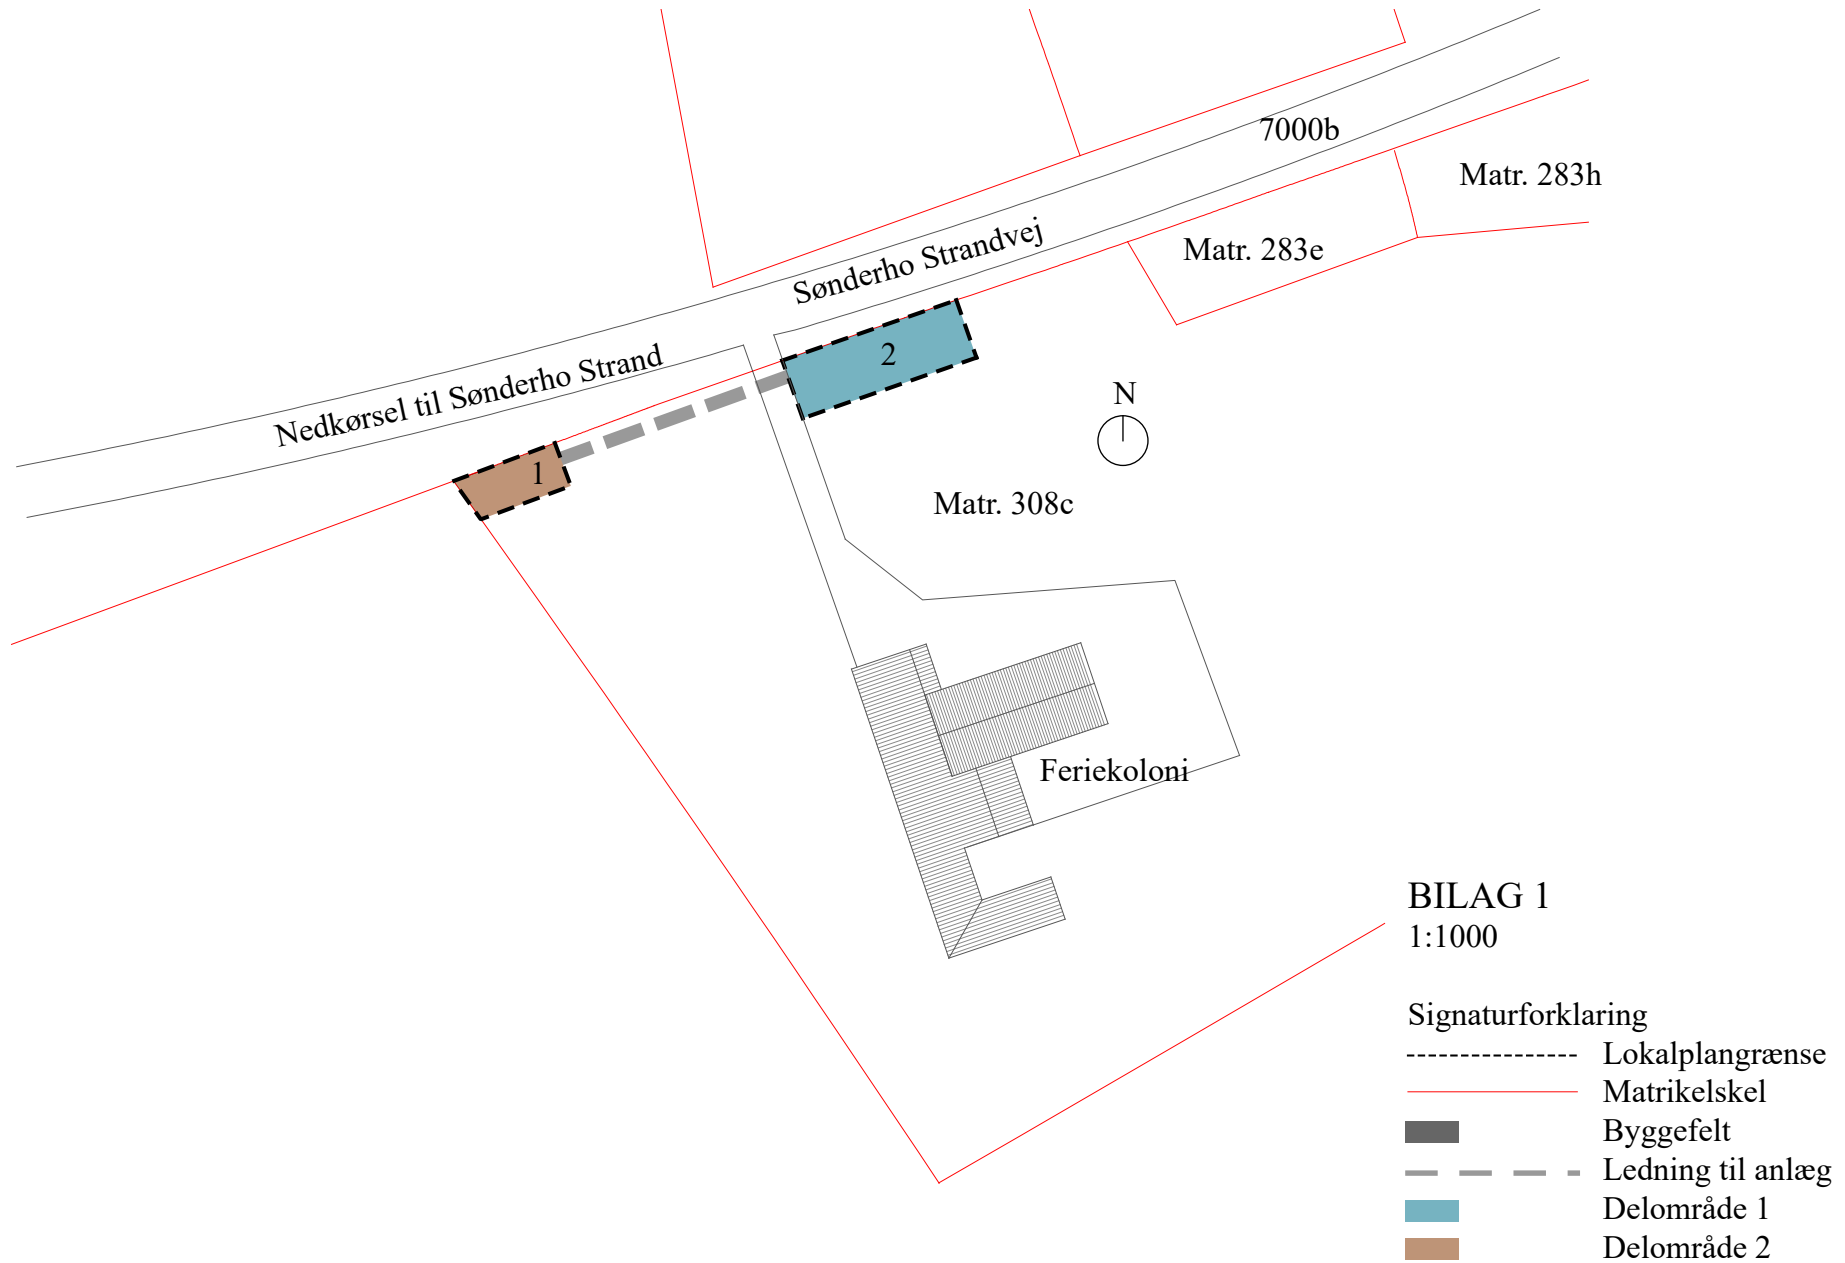 7000b
Matr. 283h
Sønderho Strandvej
Matr. 283e
Nedkørsel til Sønderho Strand
2
N
1
Matr. 308c
Feriekoloni
BILAG 1
1:1000
Signaturforklaring
Lokalplangrænse
Matrikelskel
Byggefelt
Ledning til anlæg
Delområde 1
Delområde 2